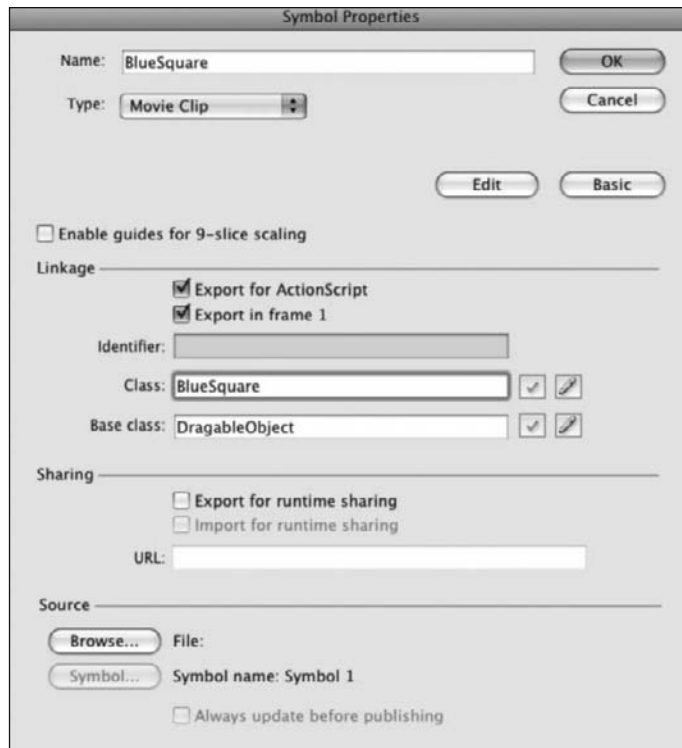 Symbol Properties
Name: BlueSquare
OK
Type: Movie Clip
Cancel
Edit
Basic
Enable guides for 9-slice scaling
Linkage
Export for ActionScript
Export in frame 1
Identifier:
Class: BlueSquare
Base class: DragableObject
Sharing
Export for runtime sharing
Import for runtime sharing
URL:
Source
Browse... File:
Symbol... Symbol name: Symbol 1
Always update before publishing